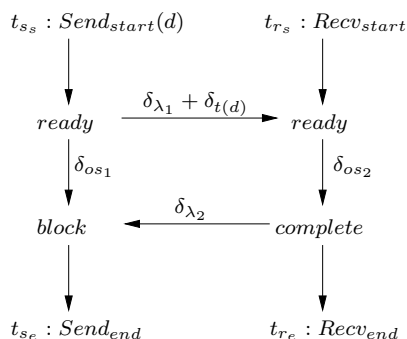 t_{s_s} : Send_{start}(d) t_{r_s} : Recv_{start}
ready δ_{λ_1} + δ_{t(d)} ready
δ_{os_1} δ_{os_2}
block δ_{λ_2} complete
t_{s_e} : Send_{end} t_{r_e} : Recv_{end}